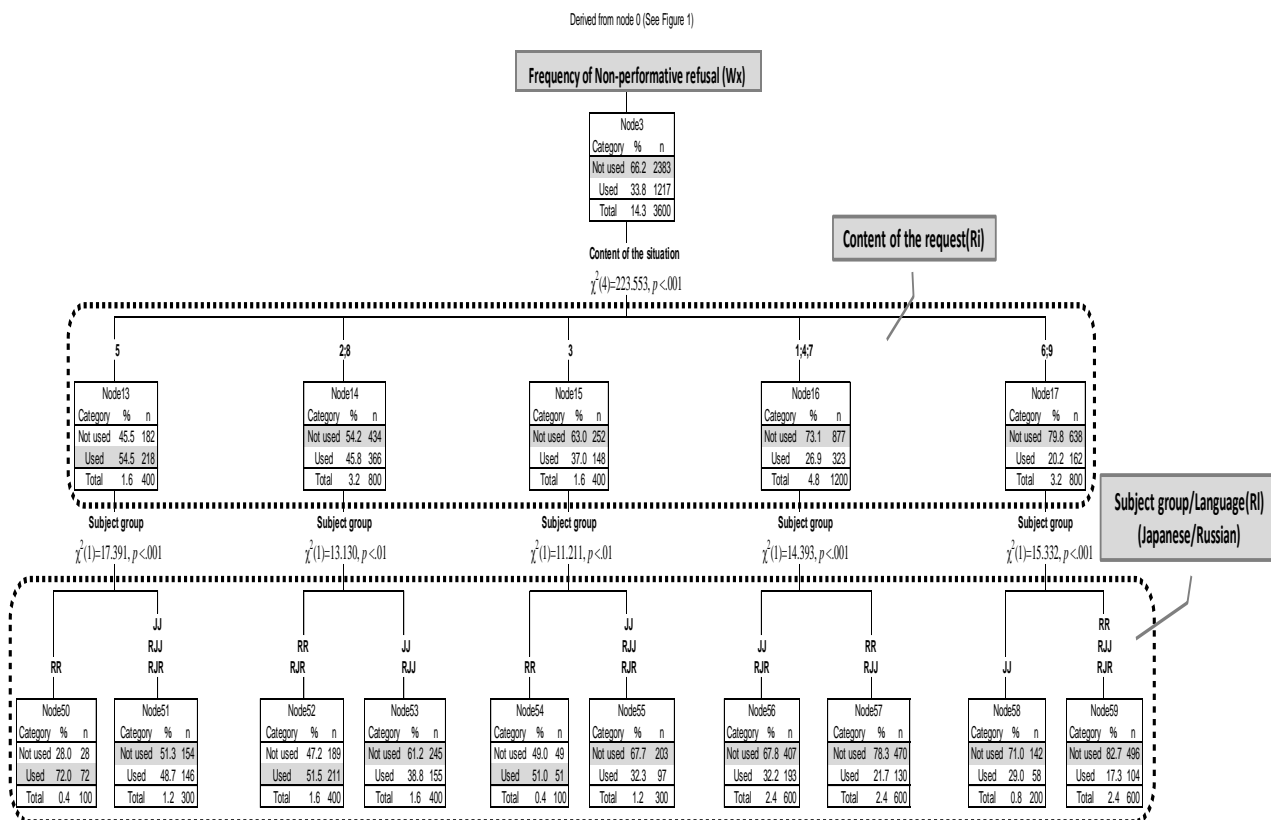 Derived from node 0 (See Figure 1)
Frequency of Non-performative refusal (Wx)
Node3
Category % n
Not used 66.2 2383
Used 33.8 1217
Total 14.3 3600
Content of the request(Ri)
Content of the situation
χ²(4)=223.553, p<.001
5
2;8
3
1;4;7
6;9
Node13
Category % n
Not used 45.5 182
Used 54.5 218
Total 1.6 400
Node14
Category % n
Not used 54.2 434
Used 45.8 366
Total 3.2 800
Node15
Category % n
Not used 63.0 252
Used 37.0 148
Total 1.6 400
Node16
Category % n
Not used 73.1 877
Used 26.9 323
Total 4.8 1200
Node17
Category % n
Not used 79.8 638
Used 20.2 162
Total 3.2 800
Subject group/Language(Rl)
(Japanese/Russian)
Subject group
χ²(1)=17.391, p<.001
Subject group
χ²(1)=13.130, p<.01
Subject group
χ²(1)=11.211, p<.01
Subject group
χ²(1)=14.393, p<.001
Subject group
χ²(1)=15.332, p<.001
RR
JJ
RJJ
RJR
RR
RJR
JJ
RJJ
RR
JJ
RJJ
RJR
JJ
RJR
RR
RJJ
JJ
RR
RJJ
RJR
Node50
Category % n
Not used 28.0 28
Used 72.0 72
Total 0.4 100
Node51
Category % n
Not used 51.3 154
Used 48.7 146
Total 1.2 300
Node52
Category % n
Not used 47.2 189
Used 51.5 211
Total 1.6 400
Node53
Category % n
Not used 61.2 245
Used 38.8 155
Total 1.6 400
Node54
Category % n
Not used 49.0 49
Used 51.0 51
Total 0.4 100
Node55
Category % n
Not used 67.7 203
Used 32.3 97
Total 1.2 300
Node56
Category % n
Not used 67.8 407
Used 32.2 193
Total 2.4 600
Node57
Category % n
Not used 78.3 470
Used 21.7 130
Total 2.4 600
Node58
Category % n
Not used 71.0 142
Used 29.0 58
Total 0.8 200
Node59
Category % n
Not used 82.7 496
Used 17.3 104
Total 2.4 600